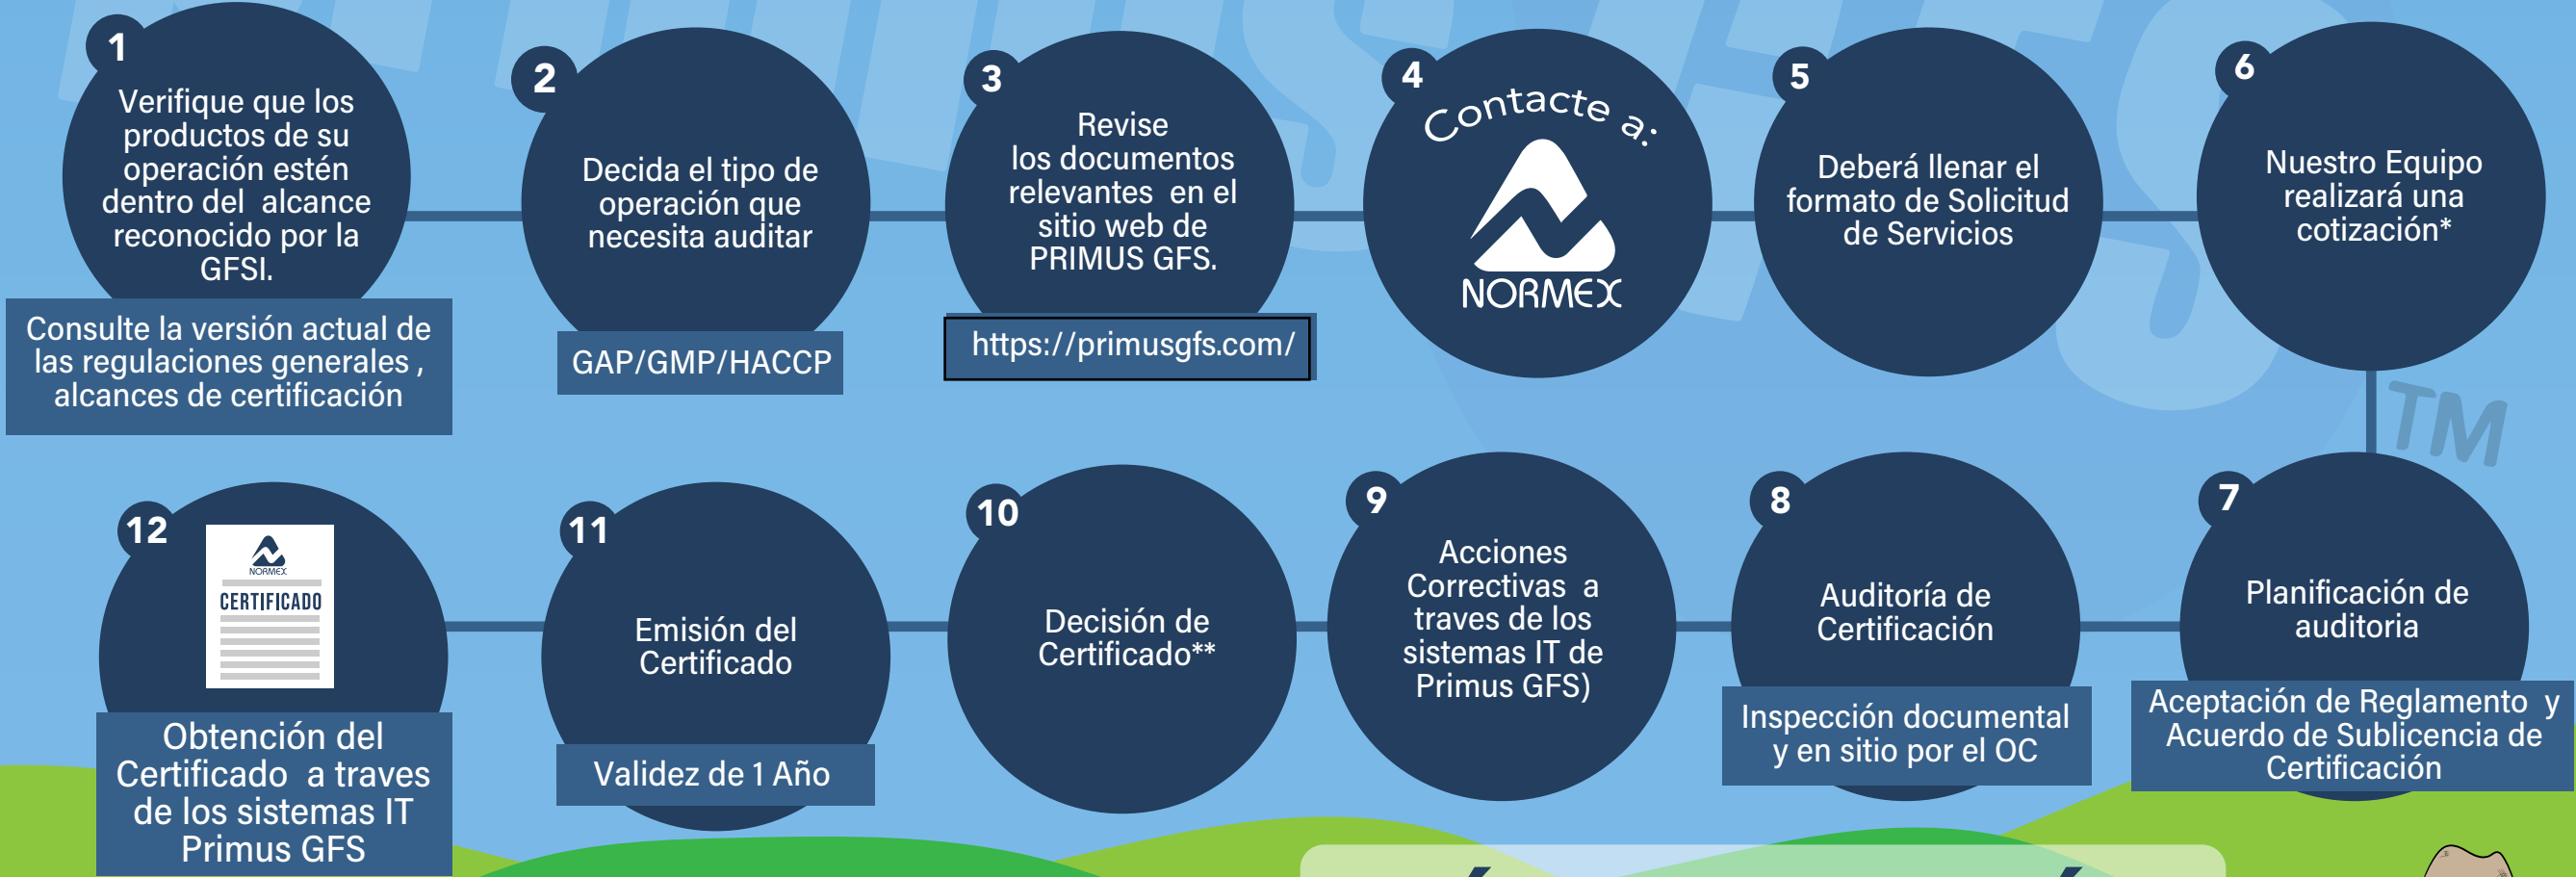 1
Verifique que los
productos de su
operación estén
dentro del alcance
reconocido por la
GFSI.
Consulte la versión actual de
las regulaciones generales ,
alcances de certificación
2
Decida el tipo de
operación que
necesita auditar
GAP/GMP/HACCP
3
Revise
los documentos
relevantes en el
sitio web de
PRIMUS GFS.
https://primusgfs.com/
4
Contacte a:
NORMEX
5
Deberá llenar el
formato de Solicitud
de Servicios
6
Nuestro Equipo
realizará una
cotización*
TM
7
Planificación de
auditoria
Aceptación de Reglamento y
Acuerdo de Sublicencia de
Certificación
8
Auditoría de
Certificación
Inspección documental
y en sitio por el OC
9
Acciones
Correctivas a
traves de los
sistemas IT de
Primus GFS)
10
Decisión de
Certificado**
11
Emisión del
Certificado
Validez de 1 Año
12
NORMEX
CERTIFICADO
Obtención del
Certificado a traves
de los sistemas IT
Primus GFS